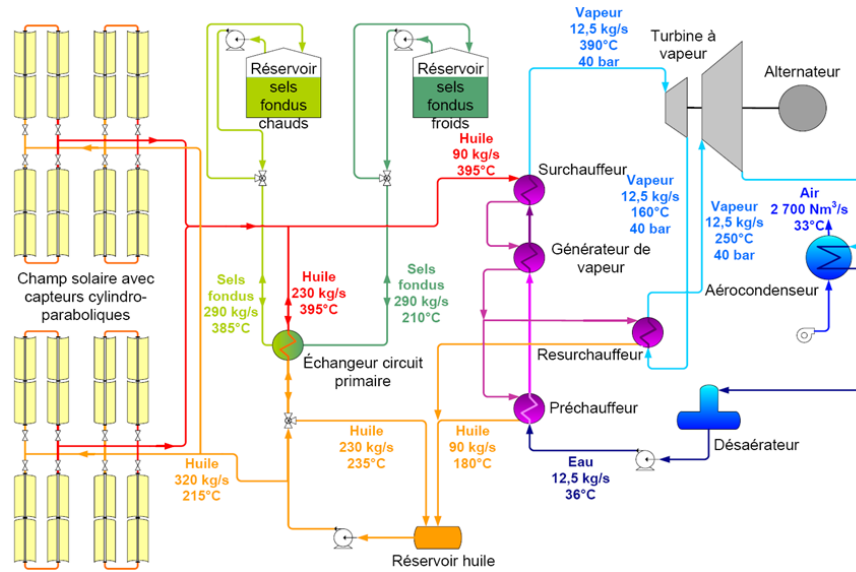 Vapeur
12,5 kg/s
390°C
40 bar
Turbine à
vapeur
Alternateur
Réservoir
sels
fondus
chauds
Réservoir
sels
fondus
froids
Huile
90 kg/s
395°C
Surchauffeur
Vapeur
12,5 kg/s
160°C
40 bar
Vapeur
12,5 kg/s
250°C
40 bar
Air
2 700 Nm³/s
33°C
Générateur de
vapeur
Aérocondenseur
Champ solaire avec
capteurs cylindro-
paraboliques
Sels
fondus
290 kg/s
385°C
Huile
230 kg/s
395°C
Sels
fondus
290 kg/s
210°C
Échangeur circuit
primaire
Resurchauffeur
Préchauffeur
Désaérateur
Huile
320 kg/s
215°C
Huile
230 kg/s
235°C
Huile
90 kg/s
180°C
Eau
12,5 kg/s
36°C
Réservoir huile